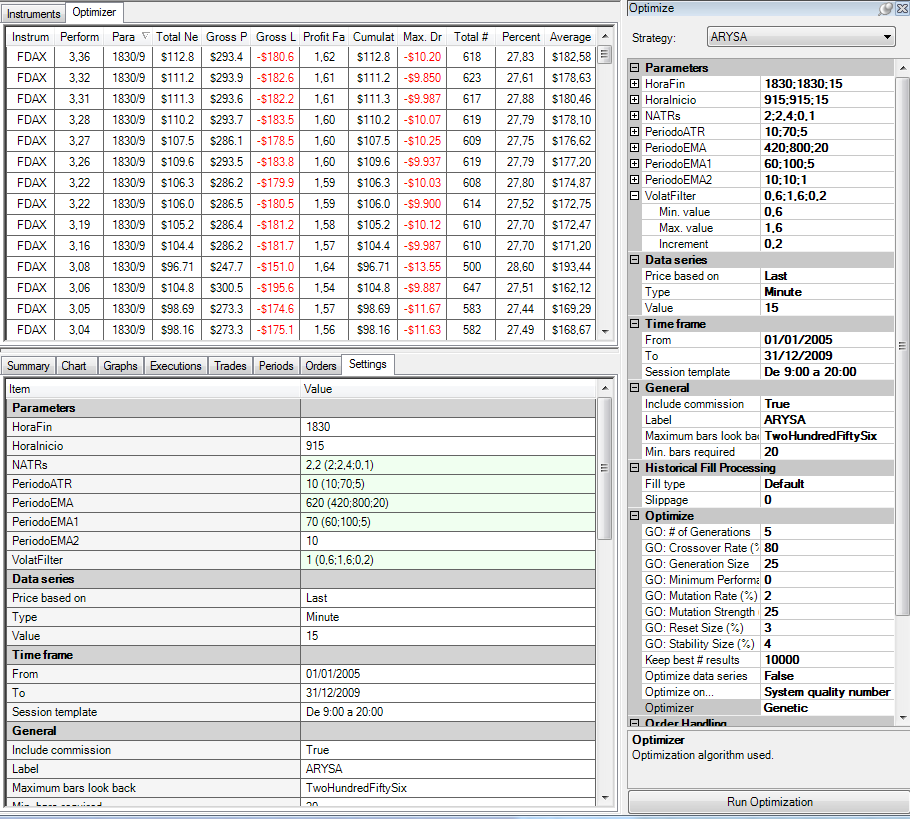 Instruments Optimizer
Instrum Perform Para Total Ne Gross P Gross L Profit Fa Cumulat Max. Dr Total # Percent Average
FDAX 3,36 1830/9 $112.8 $293.4 -$180.6 1,62 $112.8 -$10.20 618 27,83 $182,58
FDAX 3,32 1830/9 $111.2 $293.9 -$182.6 1,61 $111.2 -$9.850 623 27,61 $178,63
FDAX 3,31 1830/9 $111.3 $293.6 -$182.2 1,61 $111.3 -$9.987 617 27,88 $180,46
FDAX 3,28 1830/9 $110.2 $293.7 -$183.5 1,60 $110.2 -$10.07 619 27,79 $178,10
FDAX 3,27 1830/9 $107.5 $286.1 -$178.5 1,60 $107.5 -$10.25 609 27,75 $176,62
FDAX 3,26 1830/9 $109.6 $293.5 -$183.8 1,60 $109.6 -$9.937 619 27,79 $177,20
FDAX 3,22 1830/9 $106.3 $286.2 -$179.9 1,59 $106.3 -$10.03 608 27,80 $174,87
FDAX 3,22 1830/9 $106.0 $286.5 -$180.5 1,59 $106.0 -$9.900 614 27,52 $172,75
FDAX 3,19 1830/9 $105.2 $286.4 -$181.2 1,58 $105.2 -$10.12 610 27,70 $172,47
FDAX 3,16 1830/9 $104.4 $286.2 -$181.7 1,57 $104.4 -$9.987 610 27,70 $171,20
FDAX 3,08 1830/9 $96.71 $247.7 -$151.0 1,64 $96.71 -$13.55 500 28,60 $193,44
FDAX 3,06 1830/9 $104.8 $300.5 -$195.6 1,54 $104.8 -$9.887 647 27,51 $162,12
FDAX 3,05 1830/9 $98.69 $273.3 -$174.6 1,57 $98.69 -$11.67 583 27,44 $169,29
FDAX 3,04 1830/9 $98.16 $273.3 -$175.1 1,56 $98.16 -$11.63 582 27,49 $168,67
Summary Chart Graphs Executions Trades Periods Orders Settings
Item Value
Parameters
HoraFin 1830
HoraInicio 915
NATRs 2,2 (2;2,4;0,1)
PeriodoATR 10 (10;70;5)
PeriodoEMA 620 (420;800;20)
PeriodoEMA1 70 (60;100;5)
PeriodoEMA2 10
VolatFilter 1 (0,6;1,6;0,2)
Data series
Price based on Last
Type Minute
Value 15
Time frame
From 01/01/2005
To 31/12/2009
Session template De 9:00 a 20:00
General
Include commission True
Label ARYSA
Maximum bars look back TwoHundredFiftySix
Min. bars required 20
Optimize
Strategy: ARYSA
Parameters
HoraFin 1830;1830;15
HoraInicio 915;915;15
NATRs 2;2,4;0,1
PeriodoATR 10;70;5
PeriodoEMA 420;800;20
PeriodoEMA1 60;100;5
PeriodoEMA2 10;10;1
VolatFilter 0,6;1,6;0,2
Min. value 0,6
Max. value 1,6
Increment 0,2
Data series
Price based on Last
Type Minute
Value 15
Time frame
From 01/01/2005
To 31/12/2009
Session template De 9:00 a 20:00
General
Include commission True
Label ARYSA
Maximum bars look bac TwoHundredFiftySix
Min. bars required 20
Historical Fill Processing
Fill type Default
Slippage 0
Optimize
GO: # of Generations 5
GO: Crossover Rate (% 80
GO: Generation Size 25
GO: Minimum Performa 0
GO: Mutation Rate (%) 2
GO: Mutation Strength 25
GO: Reset Size (%) 3
GO: Stability Size (%) 4
Keep best # results 10000
Optimize data series False
Optimize on... System quality number
Optimizer Genetic
Order Handling
Optimizer
Optimization algorithm used.
Run Optimization